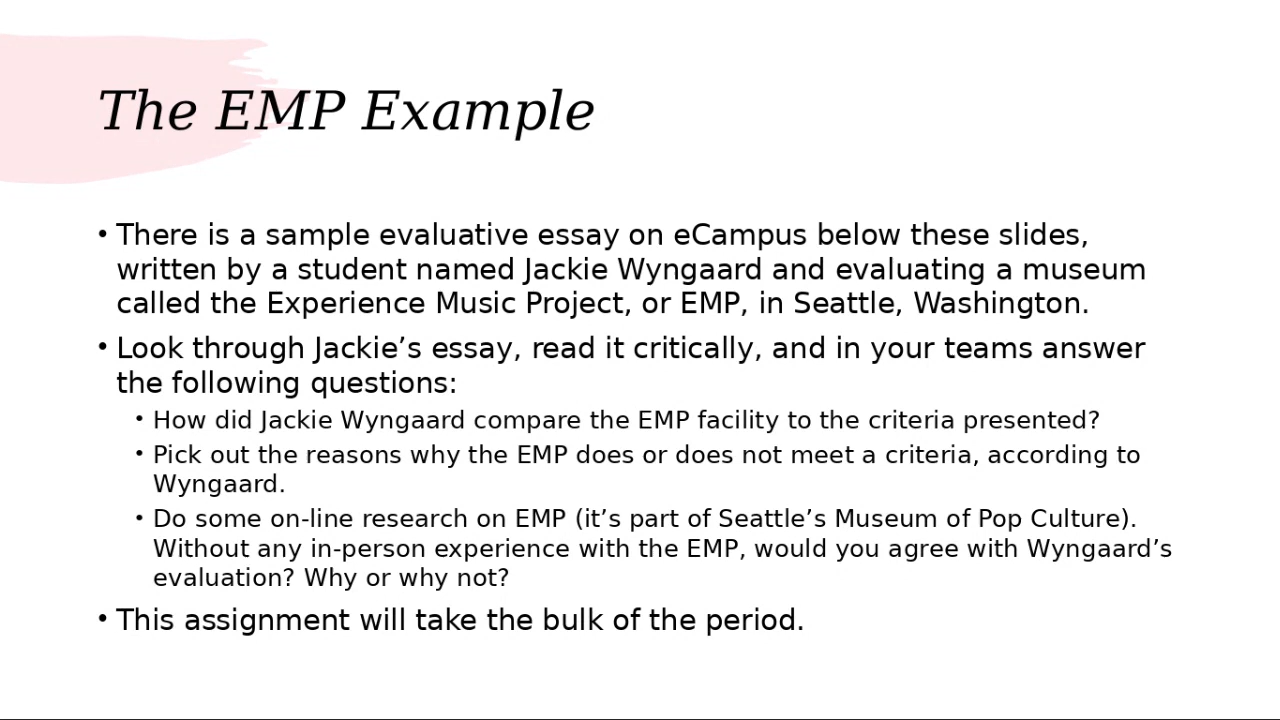 The EMP Example
• There is a sample evaluative essay on eCampus below these slides,
written by a student named Jackie Wyngaard and evaluating a museum
called the Experience Music Project, or EMP, in Seattle, Washington.
• Look through Jackie’s essay, read it critically, and in your teams answer
the following questions:
• How did Jackie Wyngaard compare the EMP facility to the criteria presented?
• Pick out the reasons why the EMP does or does not meet a criteria, according to
Wyngaard.
• Do some on-line research on EMP (it’s part of Seattle’s Museum of Pop Culture).
Without any in-person experience with the EMP, would you agree with Wyngaard’s
evaluation? Why or why not?
• This assignment will take the bulk of the period.